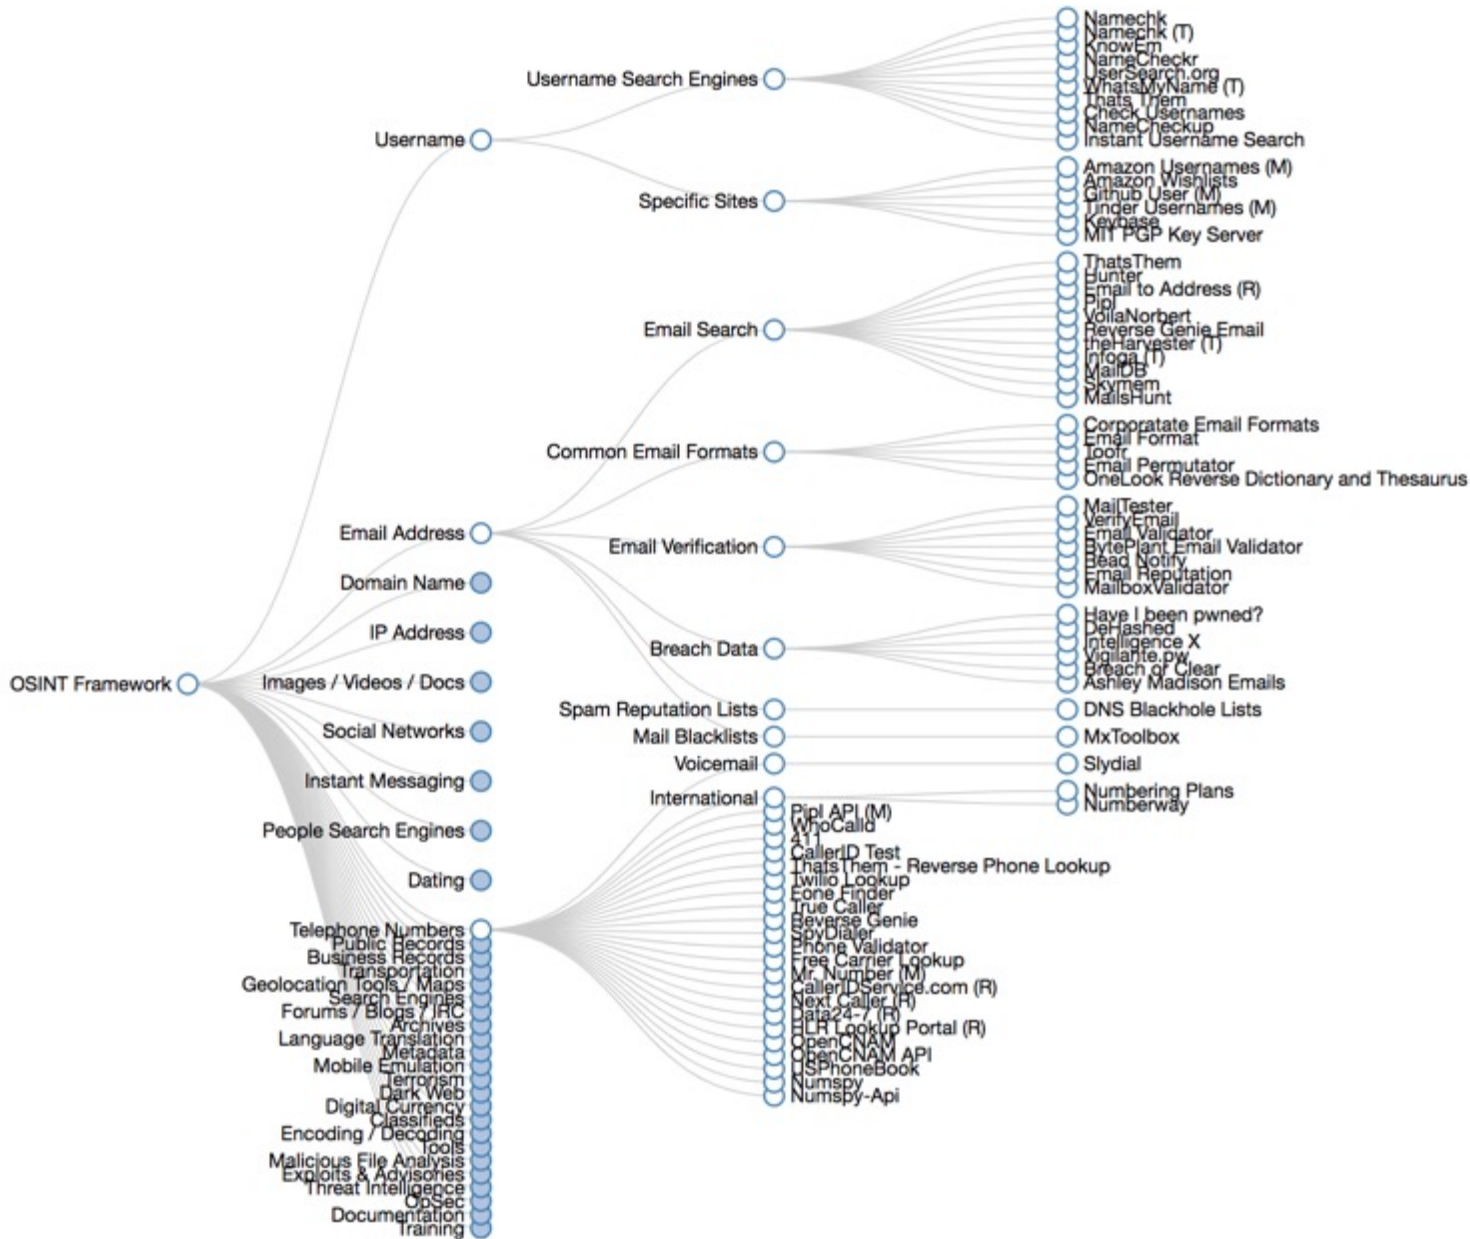 OSINT Framework
Username
Username Search Engines
Namechk
Namechk (T)
KnowEm
NameCheckr
UserSearch.org
WhatsMyName (T)
Thats Them
Check Usernames
NameCheckup
Instant Username Search
Specific Sites
Amazon Usernames (M)
Amazon Wishlists
Github User (M)
Tinder Usernames (M)
Keybase
MIT PGP Key Server
Email Address
Email Search
ThatsThem
Hunter
Email to Address (R)
Pipl
VoilaNorbert
Reverse Genie Email
theHarvester (T)
Infoga (T)
MailDB
Skymem
MailsHunt
Common Email Formats
Corporatate Email Formats
Email Format
Toofr
Email Permutator
OneLook Reverse Dictionary and Thesaurus
Email Verification
MailTester
VerifyEmail
Email Validator
BytePlant Email Validator
Read Notify
Email Reputation
MailboxValidator
Breach Data
Have I been pwned?
DeHashed
Intelligence X
Vigilante.pw
Breach or Clear
Ashley Madison Emails
Spam Reputation Lists
DNS Blackhole Lists
Mail Blacklists
MxToolbox
Domain Name
IP Address
Images / Videos / Docs
Social Networks
Instant Messaging
People Search Engines
Dating
Telephone Numbers
Voicemail
Slydial
International
Numbering Plans
Numberway
Pipl API (M)
WhoCalld
411
CallerID Test
ThatsThem - Reverse Phone Lookup
Twilio Lookup
Fone Finder
True Caller
Reverse Genie
SpyDialer
Phone Validator
Free Carrier Lookup
Mr. Number (M)
CallerIDService.com (R)
Next Caller (R)
Data24-7 (R)
HLR Lookup Portal (R)
OpenCNAM
OpenCNAM API
USPhoneBook
Numspy
Numspy-Api
Public Records
Business Records
Transportation
Geolocation Tools / Maps
Search Engines
Forums / Blogs / IRC
Archives
Language Translation
Metadata
Mobile Emulation
Terrorism
Dark Web
Digital Currency
Classifieds
Encoding / Decoding
Tools
Malicious File Analysis
Exploits & Advisories
Threat Intelligence
OpSec
Documentation
Training